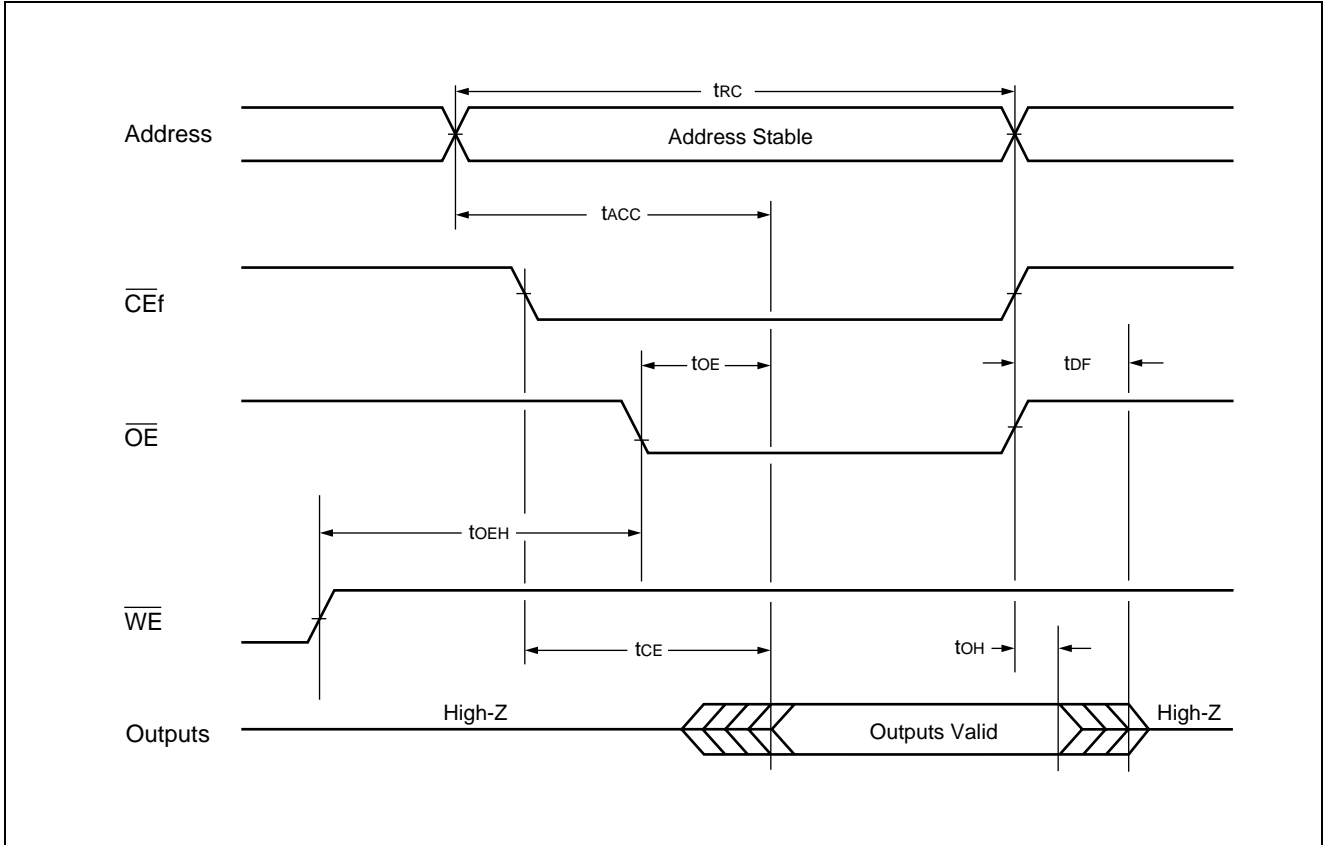 tRC
Address
Address Stable
tACC
CEf
tOE
tDF
OE
tOEH
WE
tCE
tOH
High-Z
High-Z
Outputs
Outputs Valid